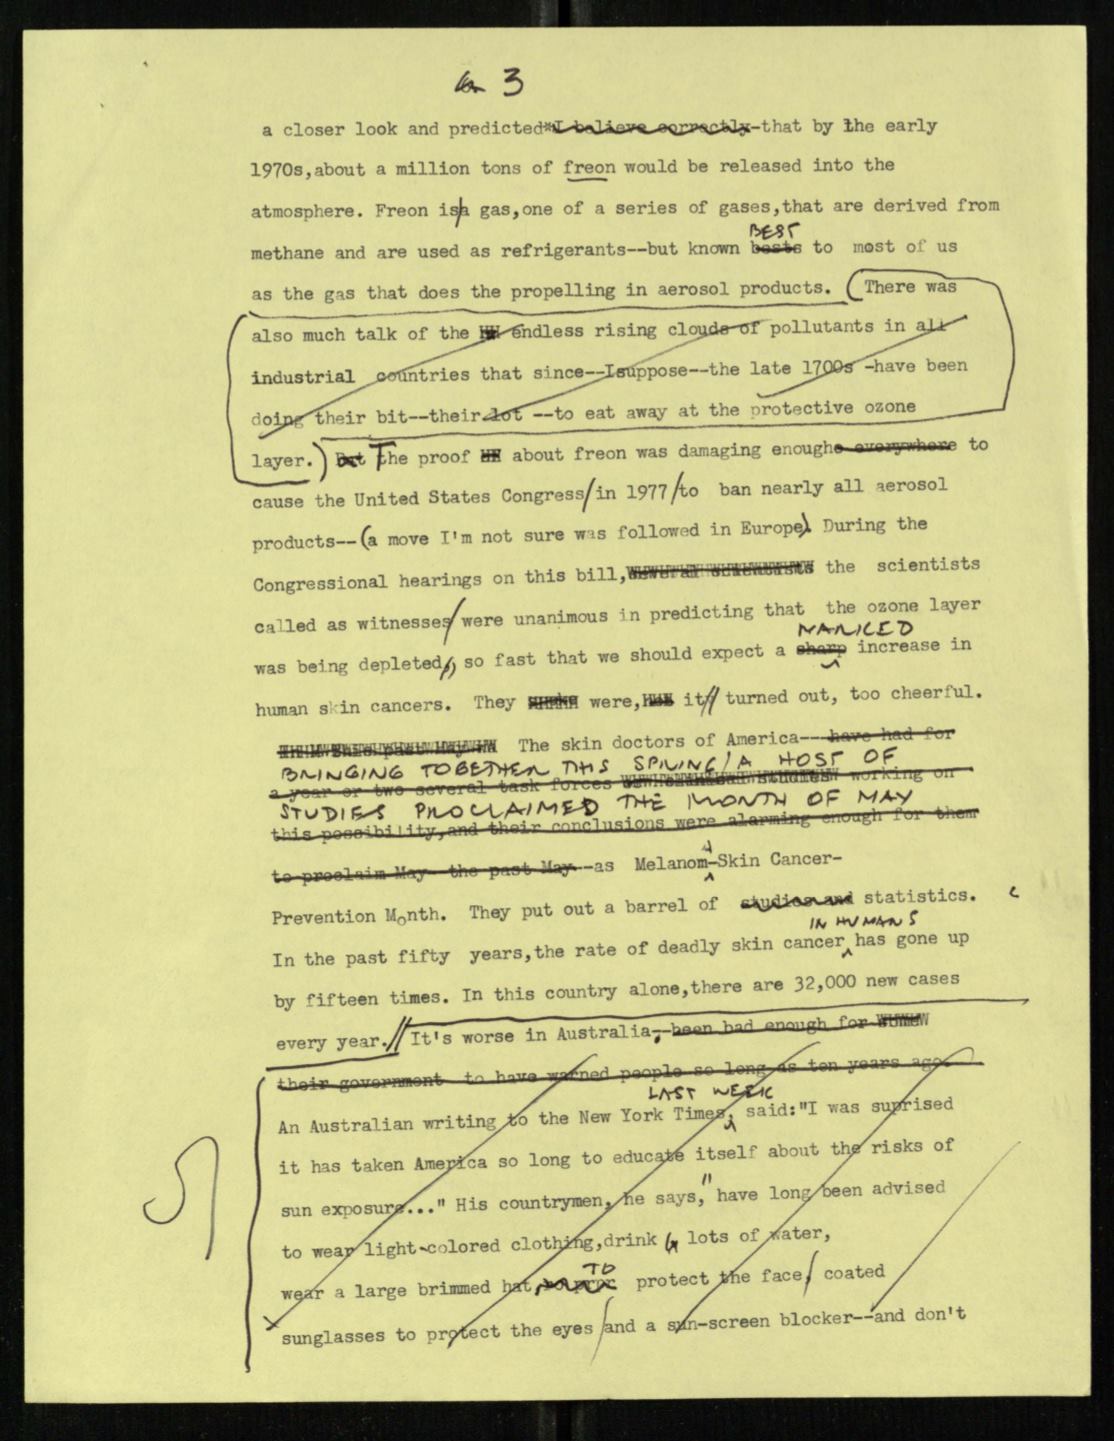 3
a closer look and predicted*I believe correctly-that by the early
1970s,about a million tons of freon would be released into the
atmosphere. Freon is a gas,one of a series of gases,that are derived from
BEST
methane and are used as refrigerants--but known bests to most of us
as the gas that does the propelling in aerosol products. (There was
also much talk of the endless rising clouds of pollutants in all
industrial countries that since--Isuppose--the late 1700s -have been
doing their bit--their lot --to eat away at the protective ozone
layer.) But The proof about freon was damaging enoughe everywhere to
cause the United States Congress/in 1977/to ban nearly all aerosol
products--(a move I'm not sure was followed in Europe). During the
Congressional hearings on this bill, several scientists the scientists
called as witnesses/were unanimous in predicting that the ozone layer
MARKED
was being depleted, so fast that we should expect a sharp increase in
human skin cancers. They were, it// turned out, too cheerful.
this past May The skin doctors of America--have had for
BRINGING TOGETHER THIS SPRING/A HOST OF
a year or two several task forces working on
STUDIES PROCLAIMED THE MONTH OF MAY
this possibility,and their conclusions were alarming enough for them
to proclaim May--the past May--as Melanom-Skin Cancer-
Prevention Month. They put out a barrel of studies and statistics.
IN HUMANS
In the past fifty years,the rate of deadly skin cancer has gone up
by fifteen times. In this country alone,there are 32,000 new cases
every year.//It's worse in Australia,--been bad enough for
their government to have warned people so long as ten years ago.
LAST WEEK
An Australian writing to the New York Times, said:"I was suprised
it has taken America so long to educate itself about the risks of
sun exposure..." His countrymen, he says," have long been advised
to wear light-colored clothing,drink lots of water,
TO
wear a large brimmed hat, protect the face/ coated
sunglasses to protect the eyes/and a sun-screen blocker--and don't